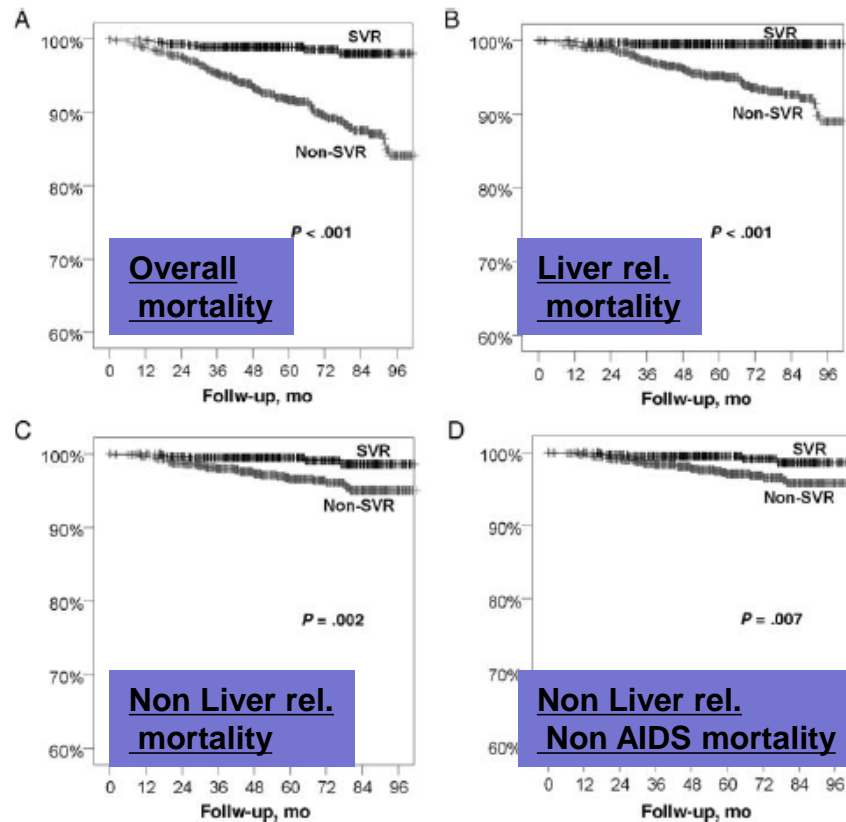 A
100%
90%
80%
70%
60%
SVR
Non-SVR
P < .001
Overall
mortality
0 12 24 36 48 60 72 84 96
Follw-up, mo
B
100%
90%
80%
70%
60%
SVR
Non-SVR
P < .001
Liver rel.
mortality
0 12 24 36 48 60 72 84 96
Follw-up, mo
C
100%
90%
80%
70%
60%
SVR
Non-SVR
P = .002
Non Liver rel.
mortality
0 12 24 36 48 60 72 84 96
Follw-up, mo
D
100%
90%
80%
70%
60%
SVR
Non-SVR
P = .007
Non Liver rel.
Non AIDS mortality
0 12 24 36 48 60 72 84 96
Follw-up, mo